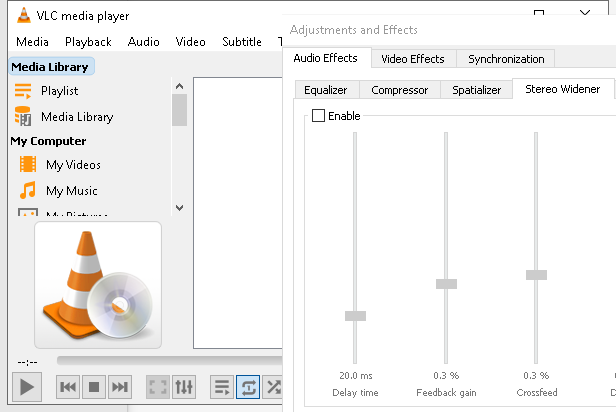 VLC media player
Media Playback Audio Video Subtitle
Media Library
Playlist
Media Library
My Computer
My Videos
My Music
My Pictures
--:--
Adjustments and Effects
Audio Effects Video Effects Synchronization
Equalizer Compressor Spatializer Stereo Widener
Enable
20.0 ms 0.3 % 0.3 %
Delay time Feedback gain Crossfeed